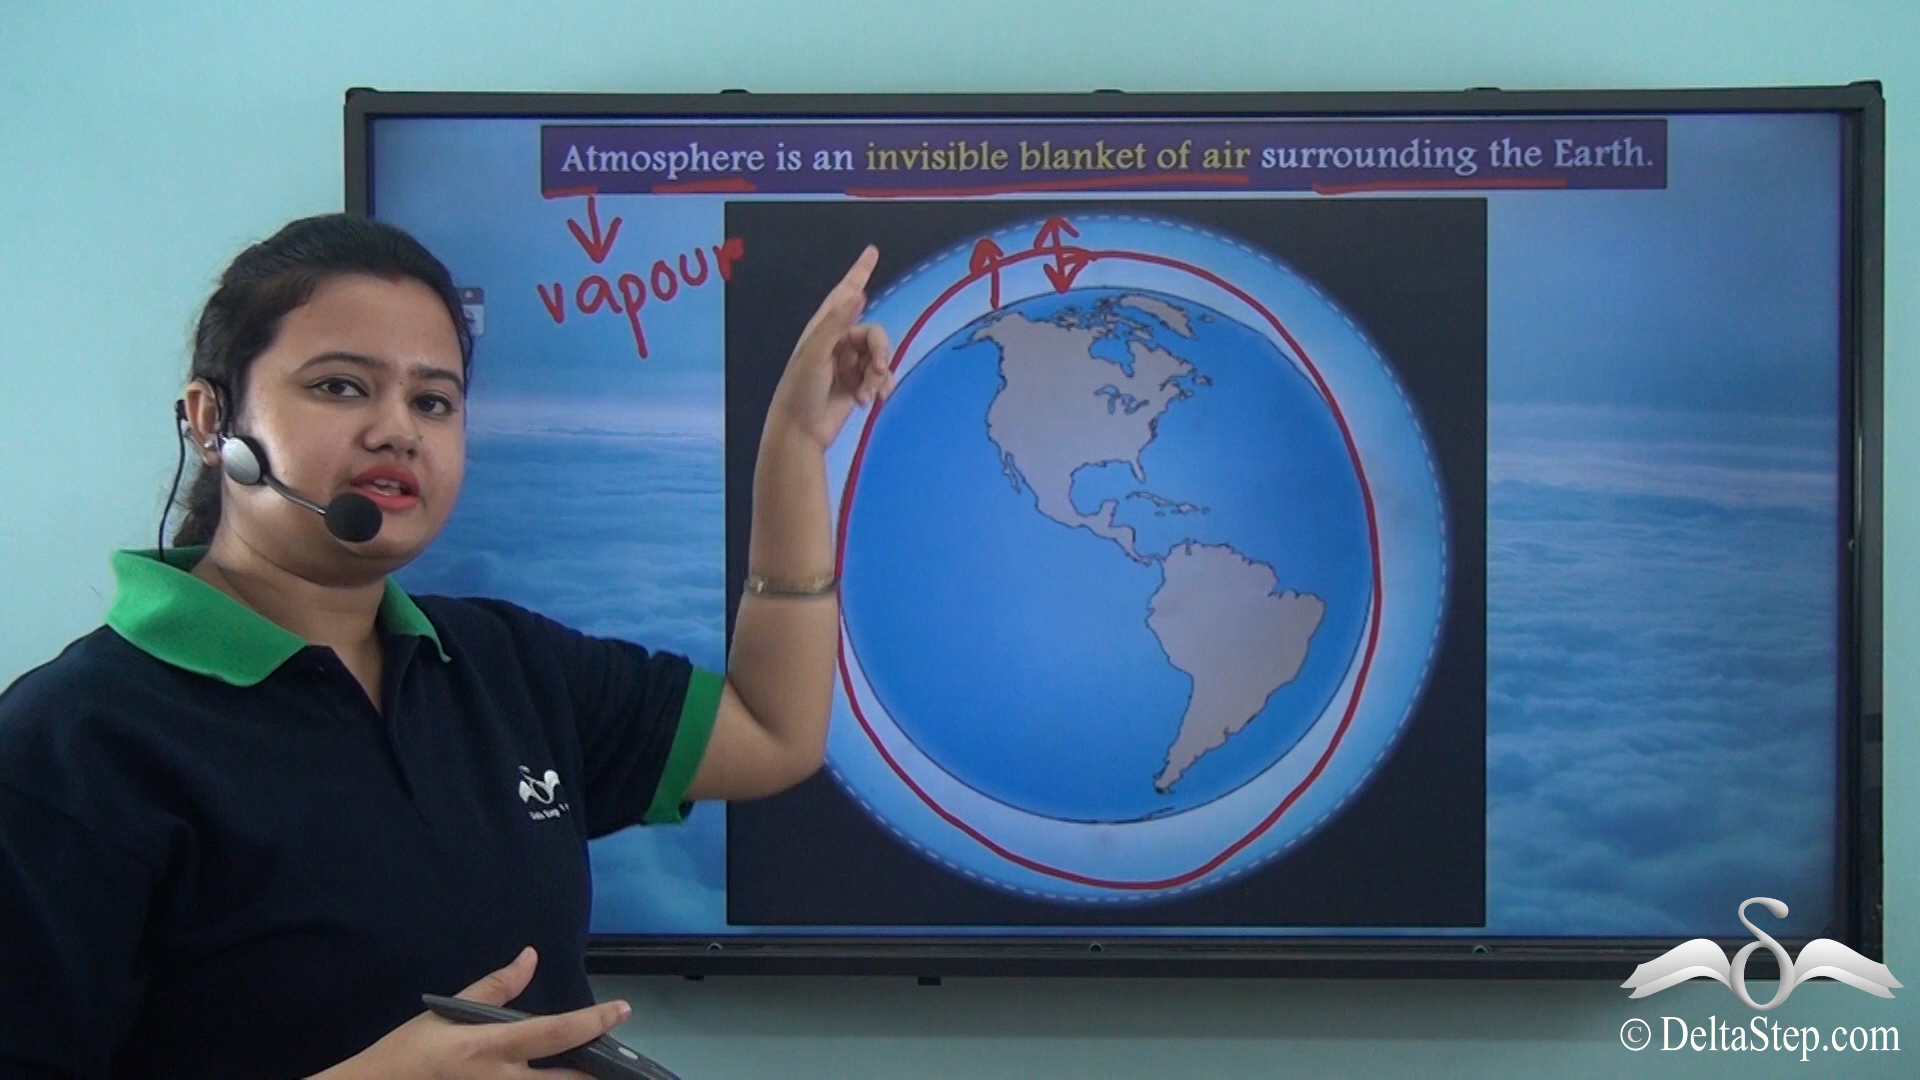 Atmosphere is an invisible blanket of air surrounding the Earth.
vapour
© DeltaStep.com